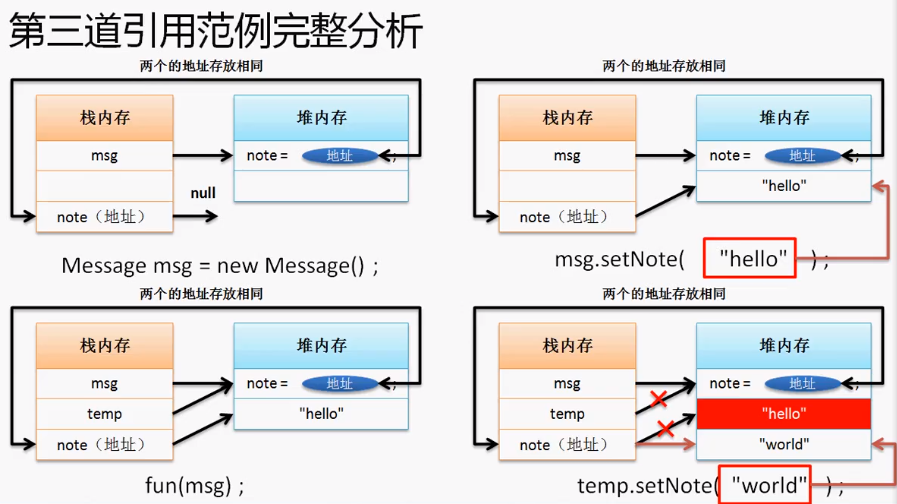 第三道引用范例完整分析
两个的地址存放相同
栈内存
堆内存
msg
note = 地址 ;
null
note（地址）
Message msg = new Message() ;
两个的地址存放相同
栈内存
堆内存
msg
note = 地址 ;
"hello"
note（地址）
msg.setNote( "hello" ) ;
两个的地址存放相同
栈内存
堆内存
msg
note = 地址 ;
temp
"hello"
note（地址）
fun(msg) ;
两个的地址存放相同
栈内存
堆内存
msg
note = 地址 ;
temp
"hello"
note（地址）
"world"
temp.setNote( "world" ) ;